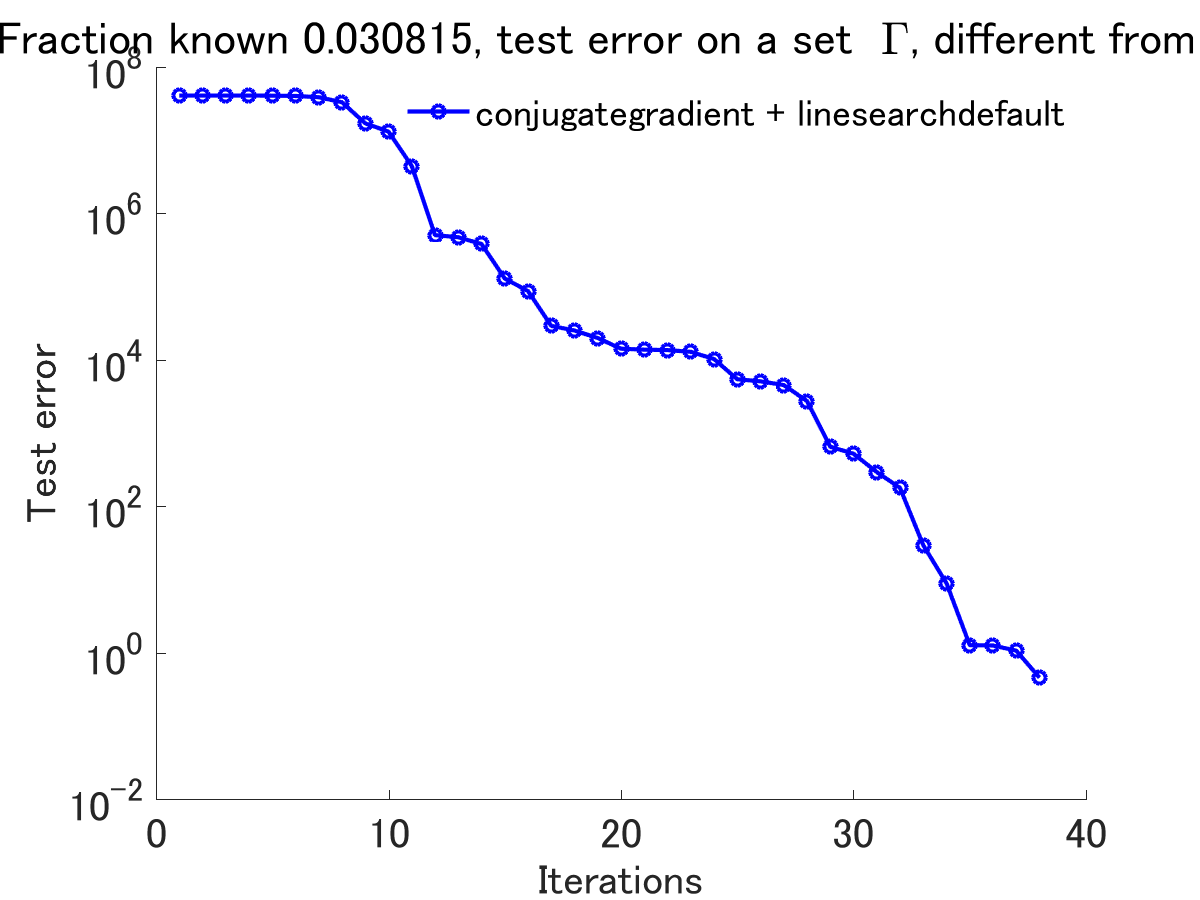 Fraction known 0.030815, test error on a set Γ, different from
conjugategradient + linesearchdefault
10^8
10^6
10^4
10^2
10^0
10^-2
Test error
0 10 20 30 40
Iterations